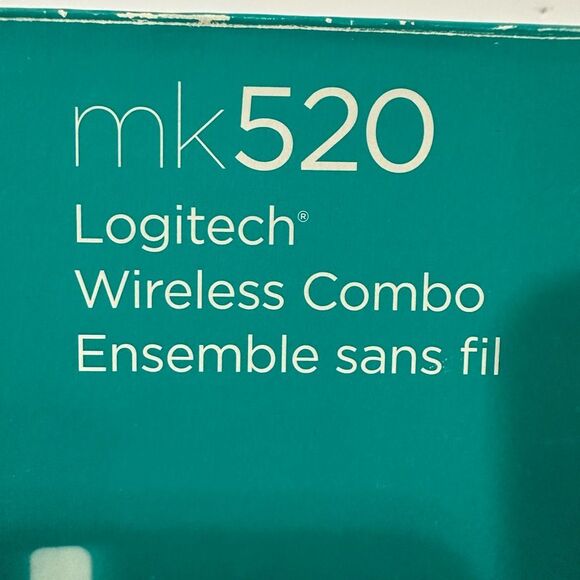 mk520
Logitech®
Wireless Combo
Ensemble sans fil